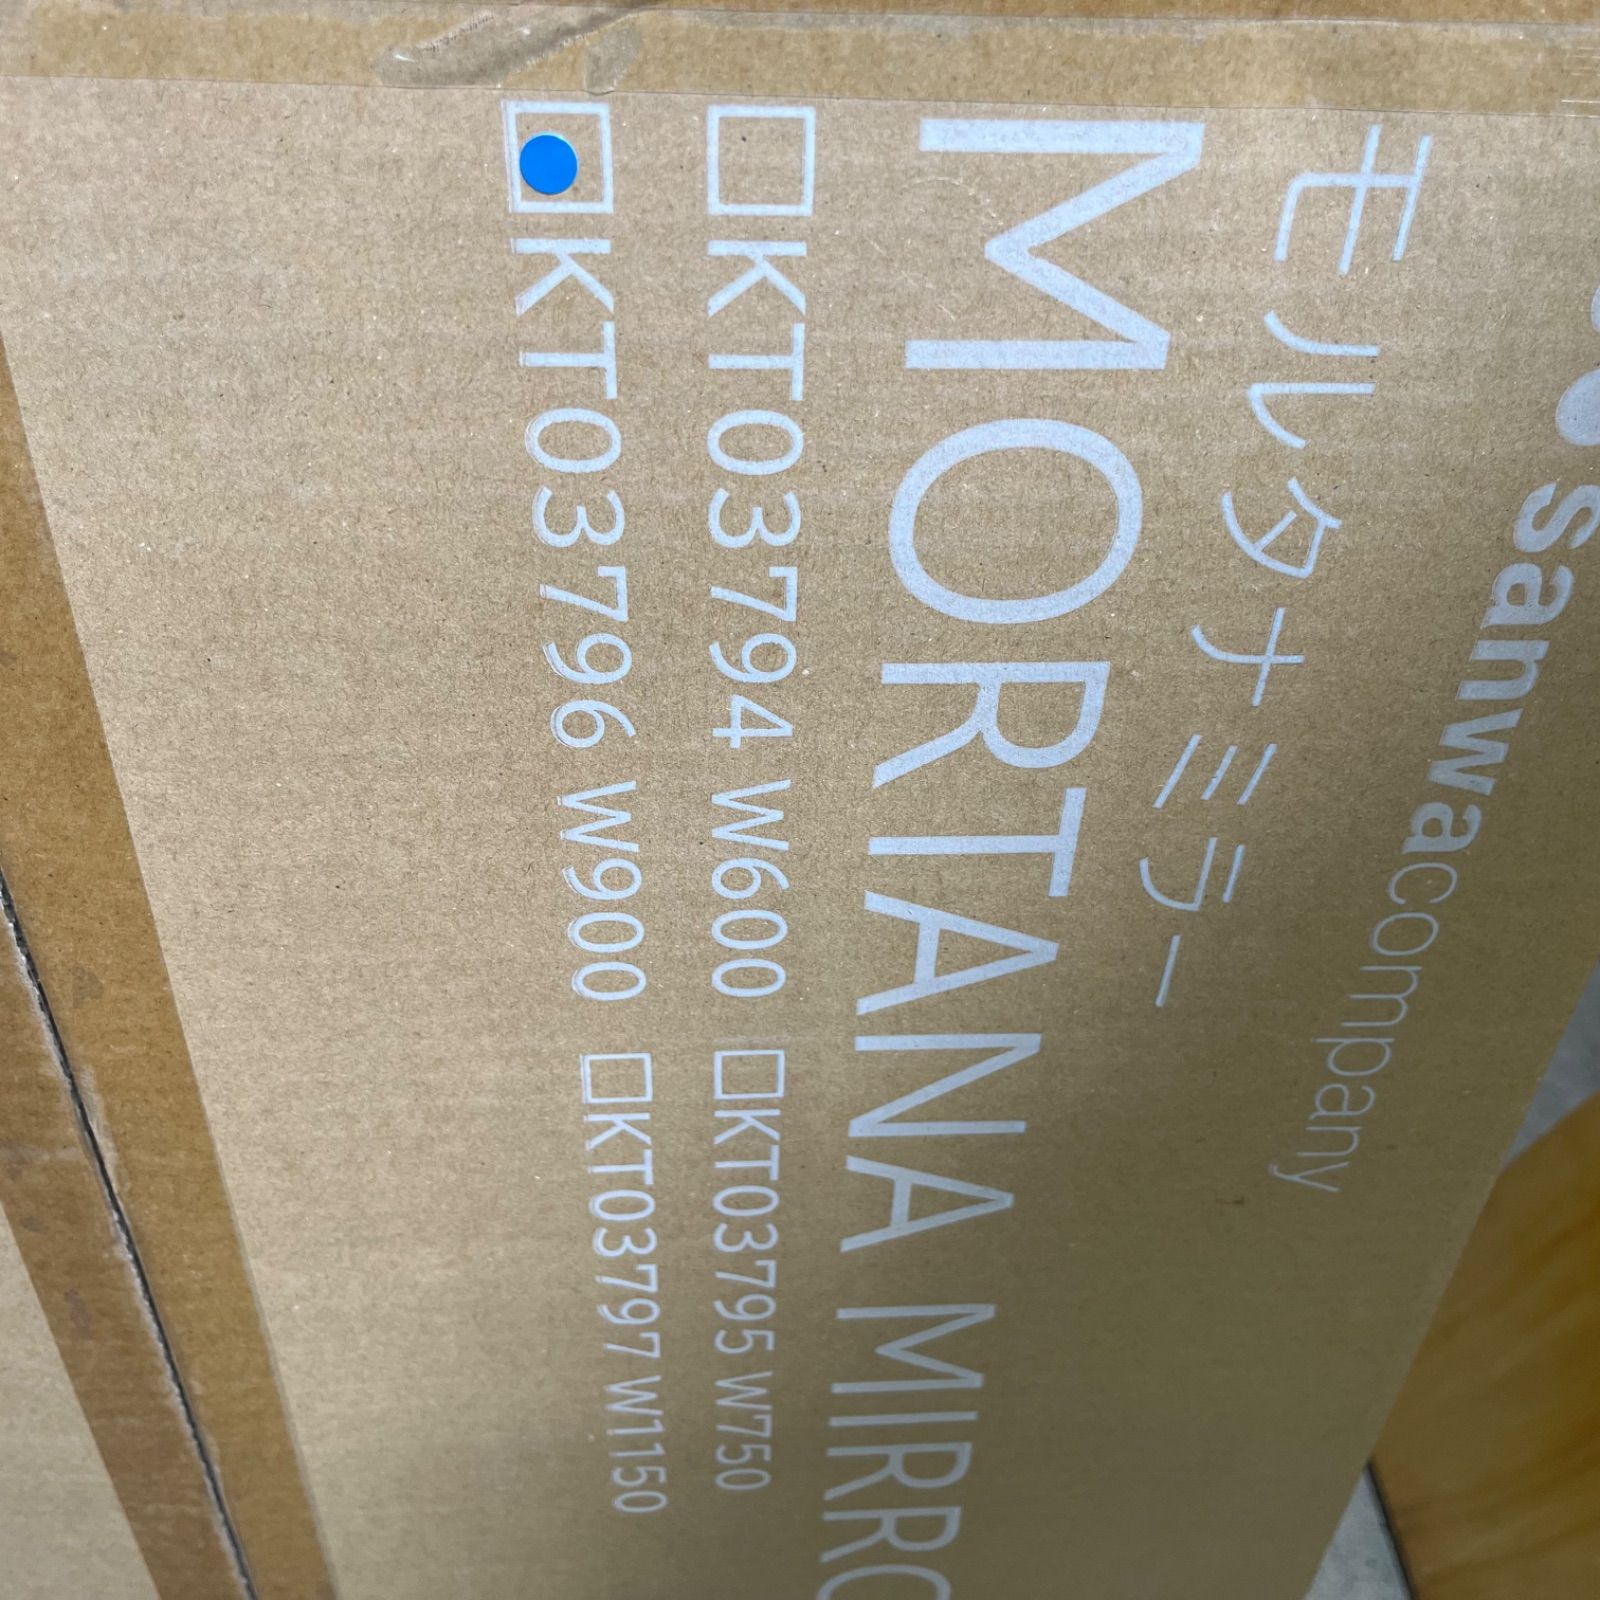 sanwacompany
モルタナミラー
MORTANA MIRRO
□KT03794 W600 □KT03795 W750
□KT03796 W900 □KT03797 W1150